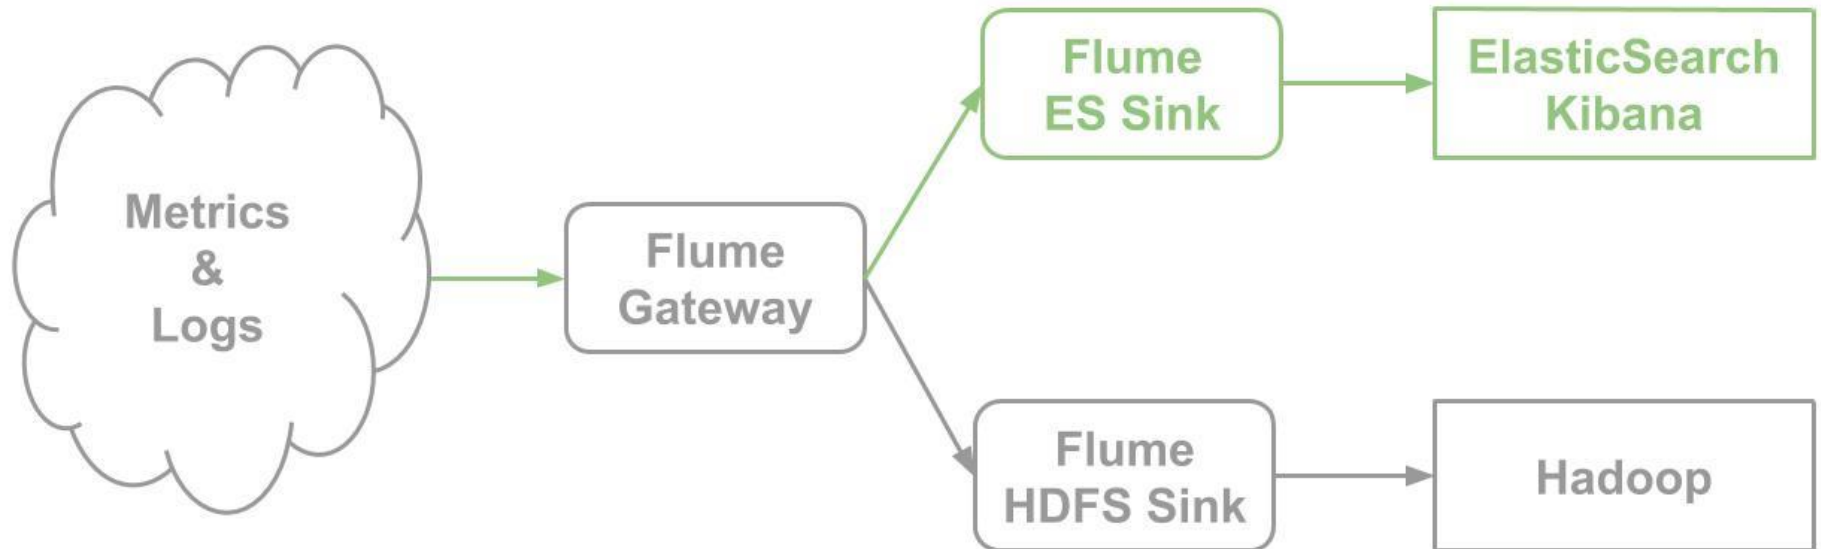 Metrics
&
Logs
Flume
Gateway
Flume
ES Sink
ElasticSearch
Kibana
Flume
HDFS Sink
Hadoop